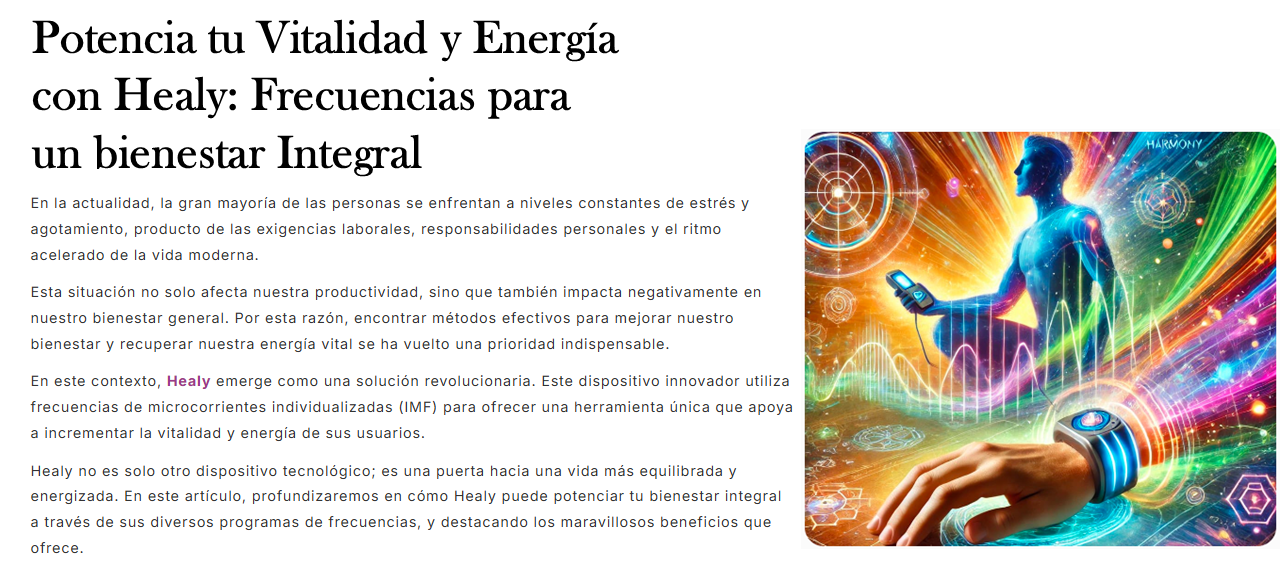 Potencia tu Vitalidad y Energía
con Healy: Frecuencias para
un bienestar Integral
En la actualidad, la gran mayoría de las personas se enfrentan a niveles constantes de estrés y
agotamiento, producto de las exigencias laborales, responsabilidades personales y el ritmo
acelerado de la vida moderna.
Esta situación no solo afecta nuestra productividad, sino que también impacta negativamente en
nuestro bienestar general. Por esta razón, encontrar métodos efectivos para mejorar nuestro
bienestar y recuperar nuestra energía vital se ha vuelto una prioridad indispensable.
En este contexto, Healy emerge como una solución revolucionaria. Este dispositivo innovador utiliza
frecuencias de microcorrientes individualizadas (IMF) para ofrecer una herramienta única que apoya
a incrementar la vitalidad y energía de sus usuarios.
Healy no es solo otro dispositivo tecnológico; es una puerta hacia una vida más equilibrada y
energizada. En este artículo, profundizaremos en cómo Healy puede potenciar tu bienestar integral
a través de sus diversos programas de frecuencias, y destacando los maravillosos beneficios que
ofrece.
HARMONY